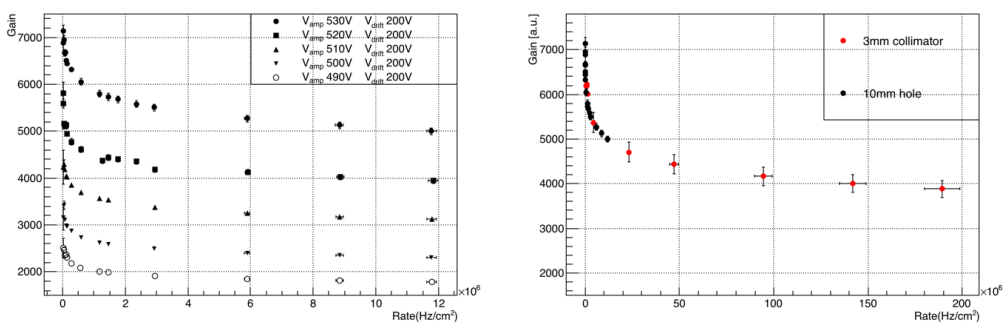 Gain
7000
6000
5000
4000
3000
2000
V_amp 530V V_drift 200V
V_amp 520V V_drift 200V
V_amp 510V V_drift 200V
V_amp 500V V_drift 200V
V_amp 490V V_drift 200V
0 2 4 6 8 10 12
×10⁶
Rate(Hz/cm²)
Gain [a.u.]
7000
6000
5000
4000
3000
2000
3mm collimator
10mm hole
0 50 100 150 200
×10⁶
Rate(Hz/cm²)